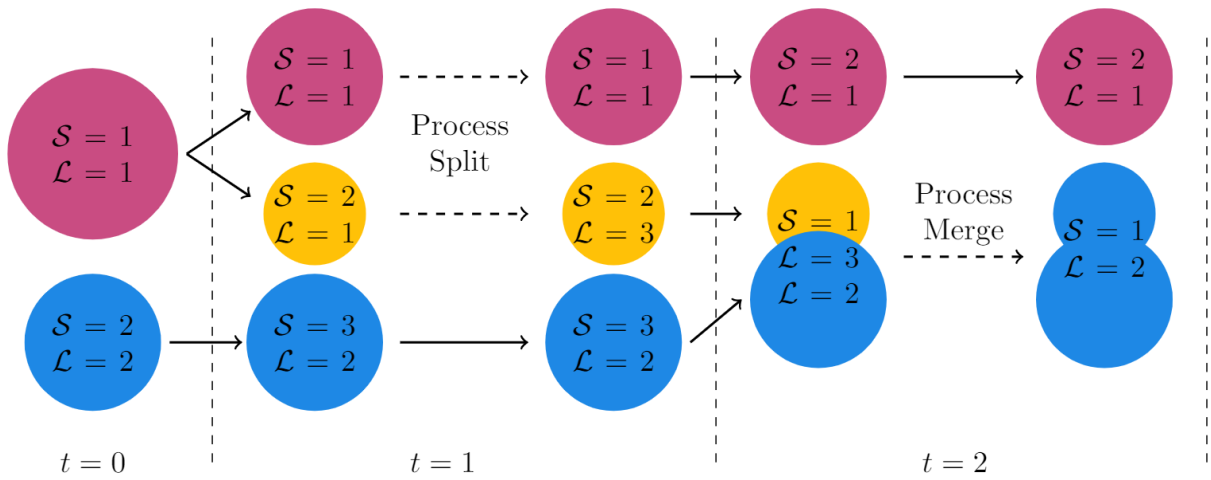 𝒮 = 1
ℒ = 1
𝒮 = 2
ℒ = 2
𝒮 = 1
ℒ = 1
𝒮 = 2
ℒ = 1
𝒮 = 3
ℒ = 2
Process
Split
𝒮 = 1
ℒ = 1
𝒮 = 2
ℒ = 3
𝒮 = 3
ℒ = 2
𝒮 = 2
ℒ = 1
𝒮 = 1
ℒ = 3
ℒ = 2
Process
Merge
𝒮 = 2
ℒ = 1
𝒮 = 1
ℒ = 2
t = 0
t = 1
t = 2